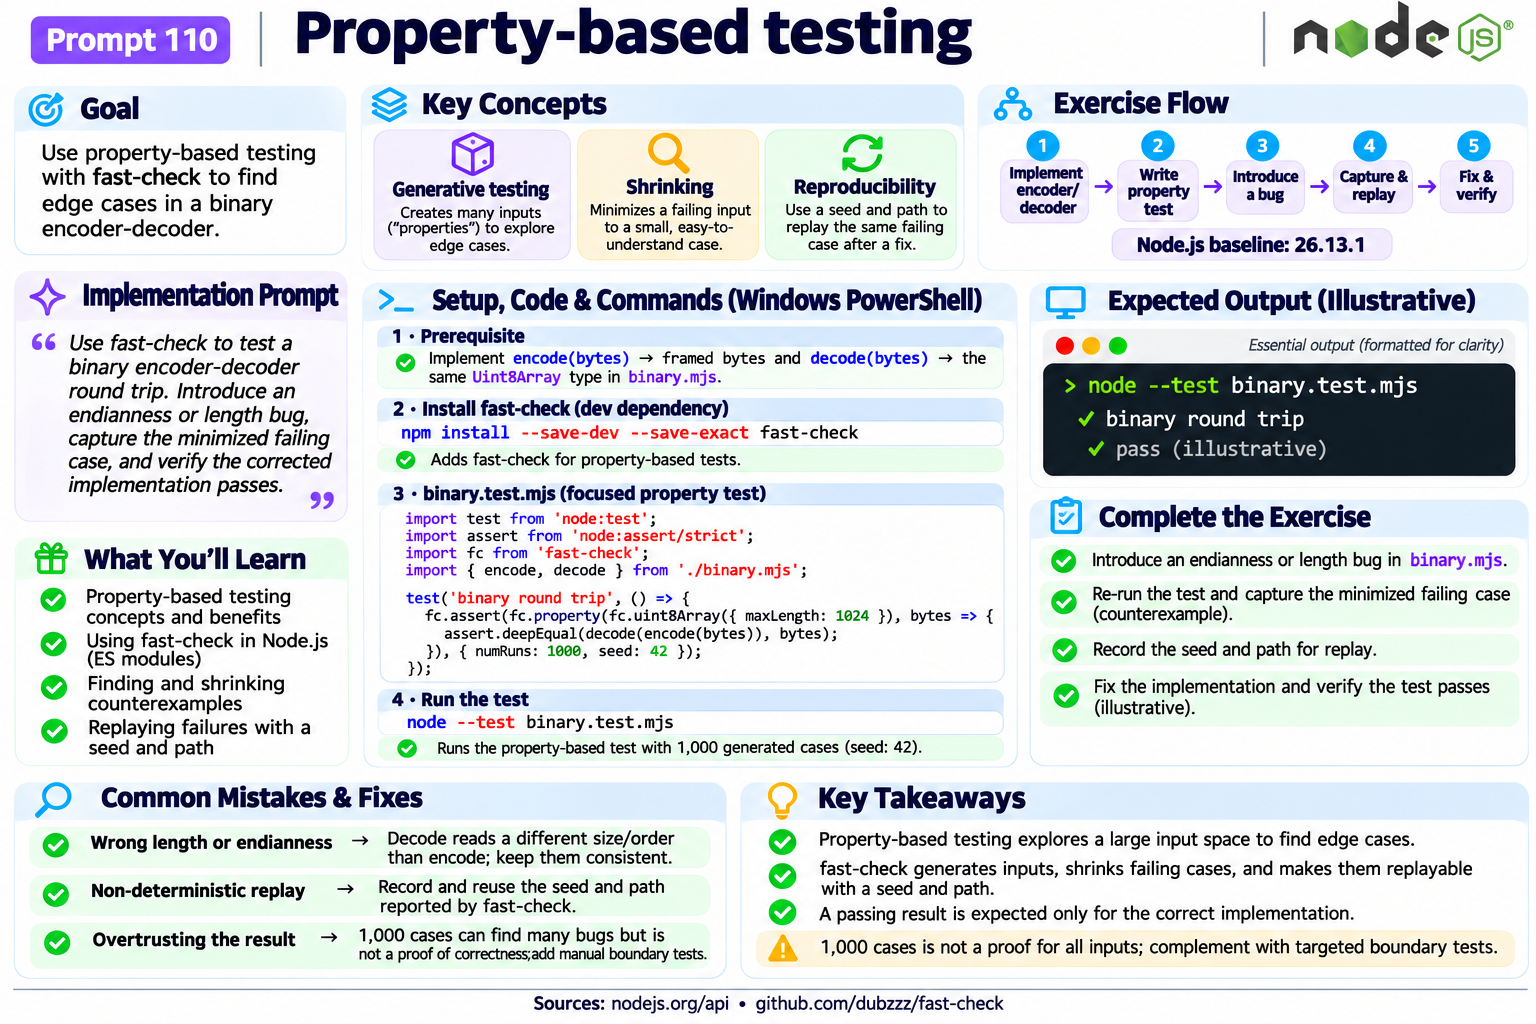 Prompt 110
Property-based testing
node JS ®
Goal
Use property-based testing
with fast-check to find
edge cases in a binary
encoder-decoder.
Key Concepts
Generative testing
Creates many inputs
("properties") to explore
edge cases.
Shrinking
Minimizes a failing input
to a small, easy-to-
understand case.
Reproducibility
Use a seed and path to
replay the same failing
case after a fix.
Exercise Flow
1
Implement
encoder/
decoder
→
2
Write
property
test
→
3
Introduce
a bug
→
4
Capture &
replay
→
5
Fix &
verify
Node.js baseline: 26.13.1
Implementation Prompt
“ Use fast-check to test a
binary encoder-decoder
round trip. Introduce an
endianness or length bug,
capture the minimized failing
case, and verify the corrected
implementation passes. ”
What You’ll Learn
Property-based testing
concepts and benefits
Using fast-check in Node.js
(ES modules)
Finding and shrinking
counterexamples
Replaying failures with a
seed and path
>_ Setup, Code & Commands (Windows PowerShell)
1 · Prerequisite
Implement encode(bytes) → framed bytes and decode(bytes) → the
same Uint8Array type in binary.mjs.
2 · Install fast-check (dev dependency)
npm install --save-dev --save-exact fast-check
Adds fast-check for property-based tests.
3 · binary.test.mjs (focused property test)
import test from 'node:test';
import assert from 'node:assert/strict';
import fc from 'fast-check';
import { encode, decode } from './binary.mjs';
test('binary round trip', () => {
fc.assert(fc.property(fc.uint8Array({ maxLength: 1024 }), bytes => {
assert.deepEqual(decode(encode(bytes)), bytes);
}), { numRuns: 1000, seed: 42 });
});
4 · Run the test
node --test binary.test.mjs
Runs the property-based test with 1,000 generated cases (seed: 42).
Expected Output (Illustrative)
Essential output (formatted for clarity)
> node --test binary.test.mjs
✓ binary round trip
✓ pass (illustrative)
Complete the Exercise
Introduce an endianness or length bug in binary.mjs.
Re-run the test and capture the minimized failing case
(counterexample).
Record the seed and path for replay.
Fix the implementation and verify the test passes
(illustrative).
Common Mistakes & Fixes
Wrong length or endianness → Decode reads a different size/order
than encode; keep them consistent.
Non-deterministic replay → Record and reuse the seed and path
reported by fast-check.
Overtrusting the result → 1,000 cases can find many bugs but is
not a proof of correctness;add manual boundary tests.
Key Takeaways
Property-based testing explores a large input space to find edge cases.
fast-check generates inputs, shrinks failing cases, and makes them replayable
with a seed and path.
A passing result is expected only for the correct implementation.
1,000 cases is not a proof for all inputs; complement with targeted boundary tests.
Sources: nodejs.org/api • github.com/dubzzz/fast-check